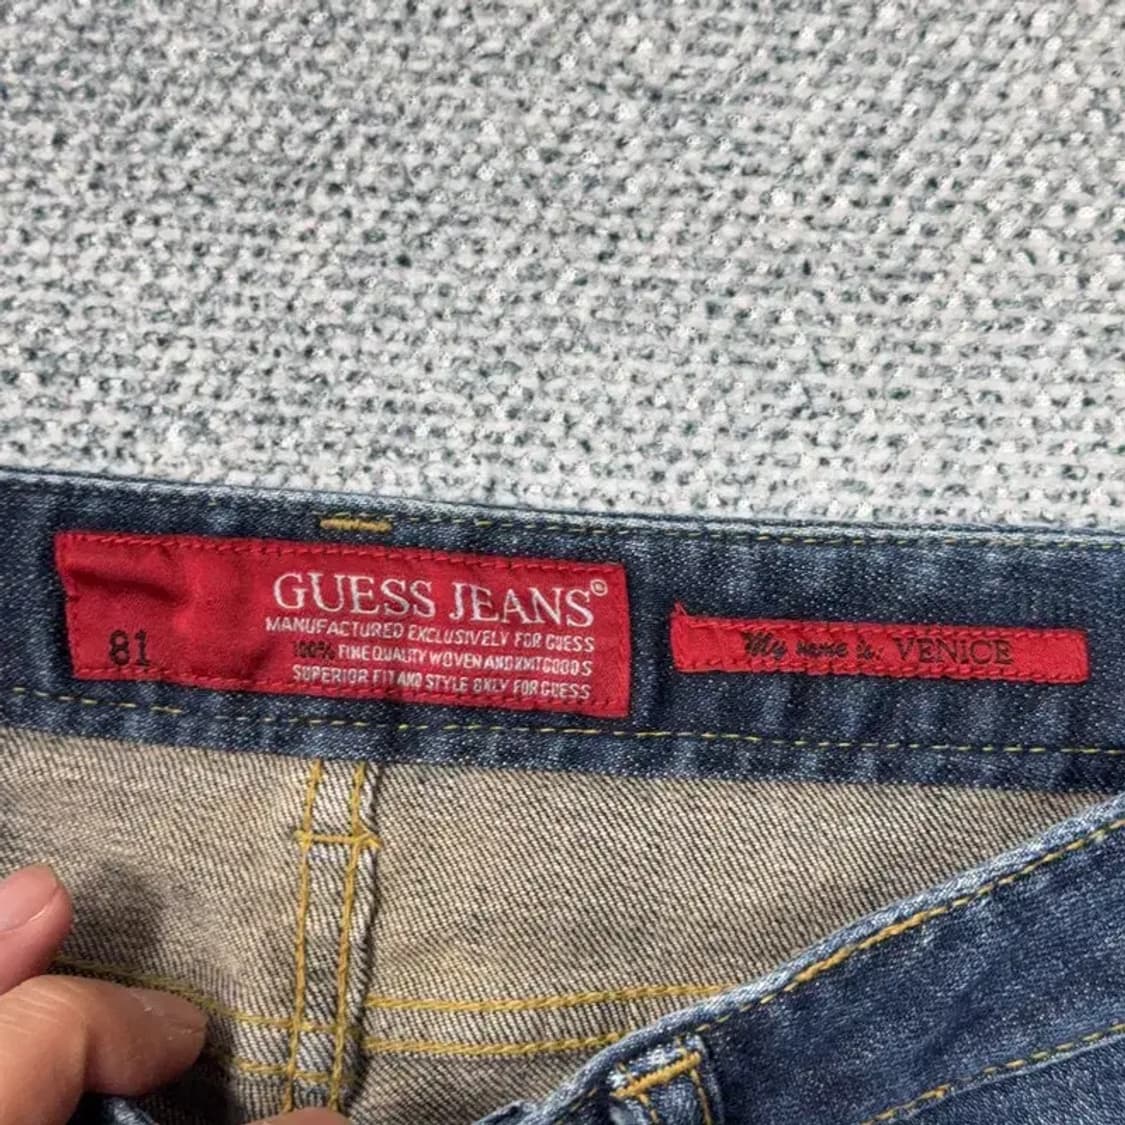 GUESS JEANS®
MANUFACTURED EXCLUSIVELY FOR GUESS
100% FINE QUALITY WOVEN AND KNIT GOODS
SUPERIOR FIT AND STYLE ONLY FOR GUESS
81
My name is: VENICE